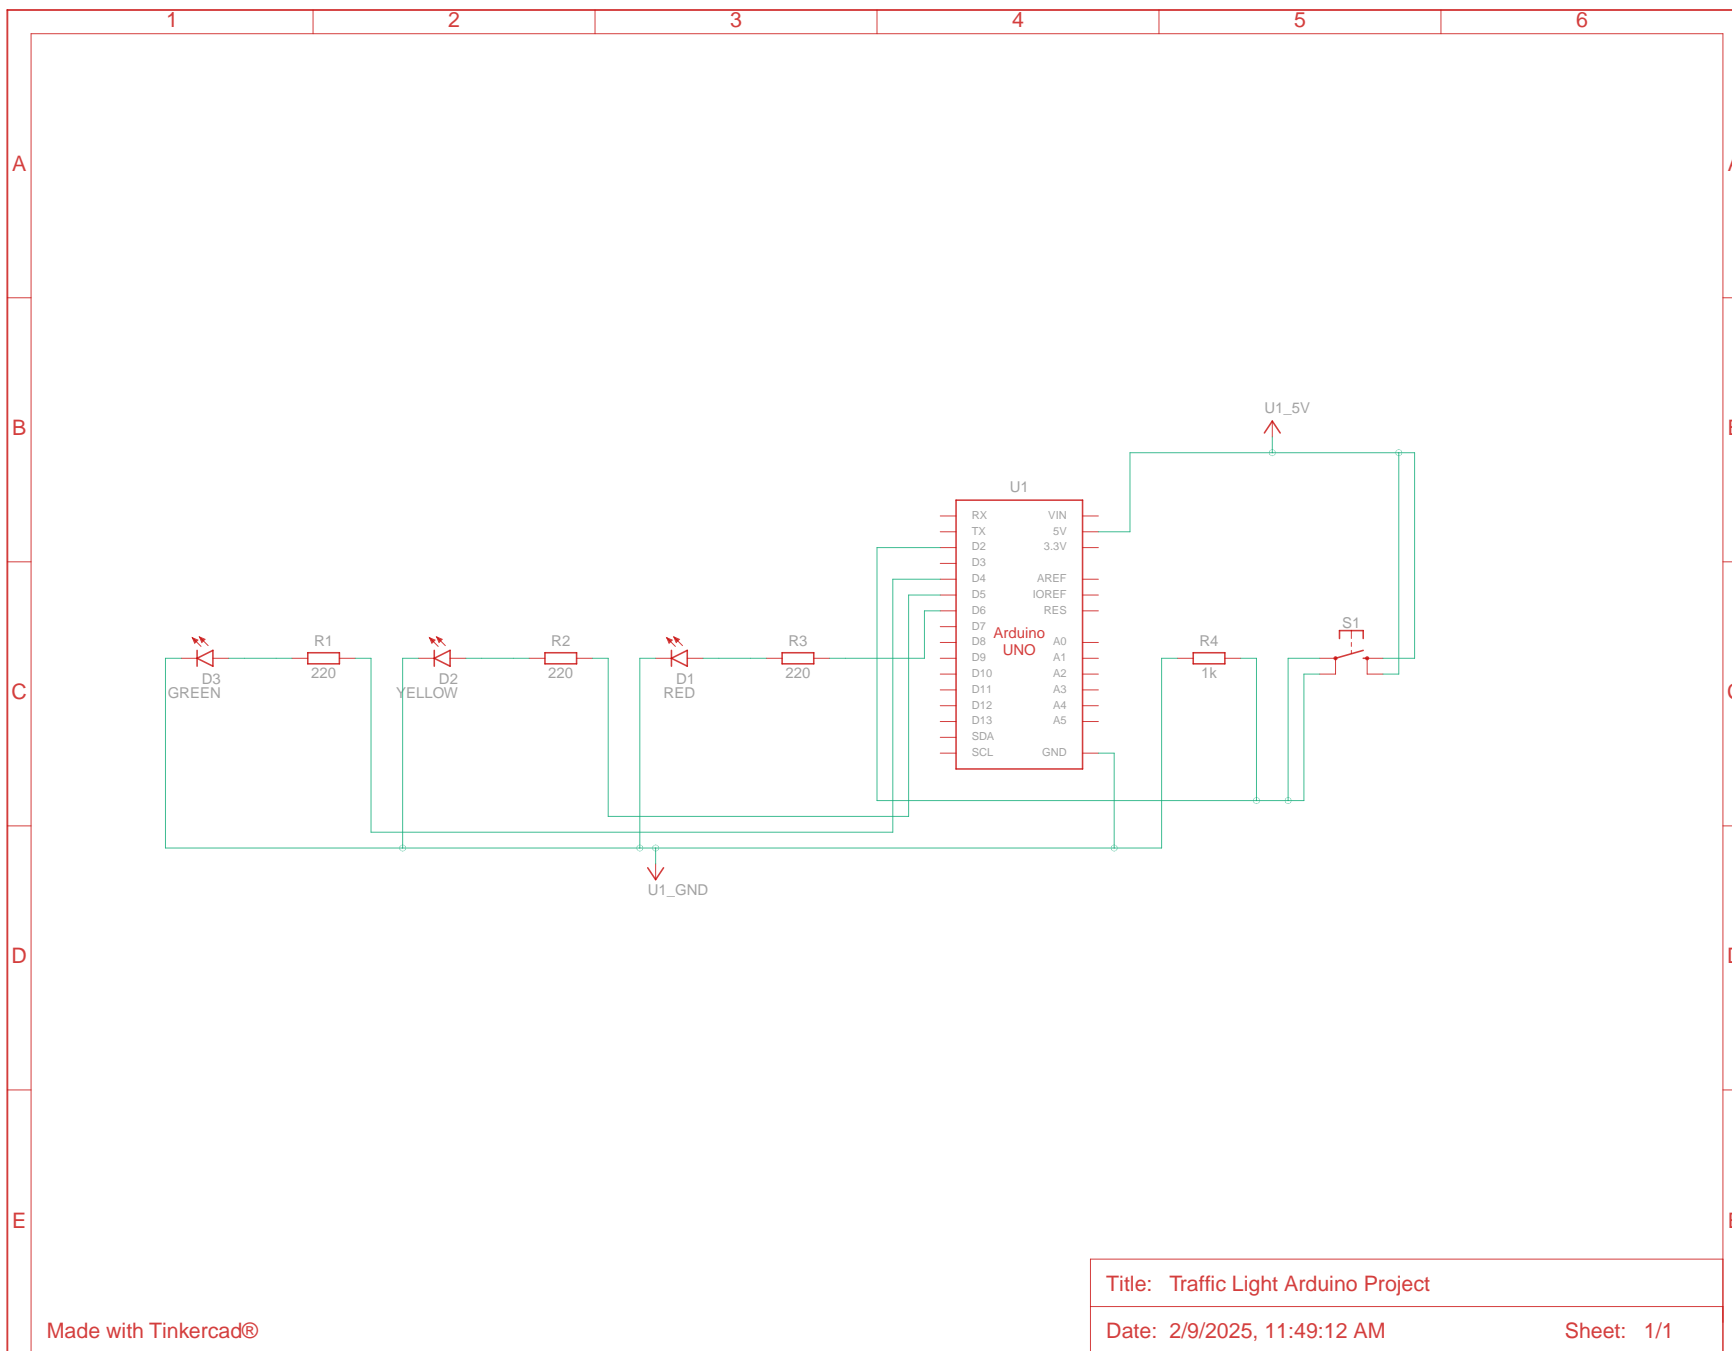 1 2 3 4 5 6
A A
B B
U1_5V
U1
RX VIN
TX 5V
D2 3.3V
D3
D4 AREF
D5 IOREF
D6 RES
D7
D8 A0
D9 A1
D10 A2
D11 A3
D12 A4
D13 A5
SDA
SCL GND
Arduino
UNO
S1
R1 R2 R3 R4
220 220 220 1k
D3 D2 D1
GREEN YELLOW RED
C C
U1_GND
D D
E E
Title: Traffic Light Arduino Project
Made with Tinkercad®
Date: 2/9/2025, 11:49:12 AM Sheet: 1/1